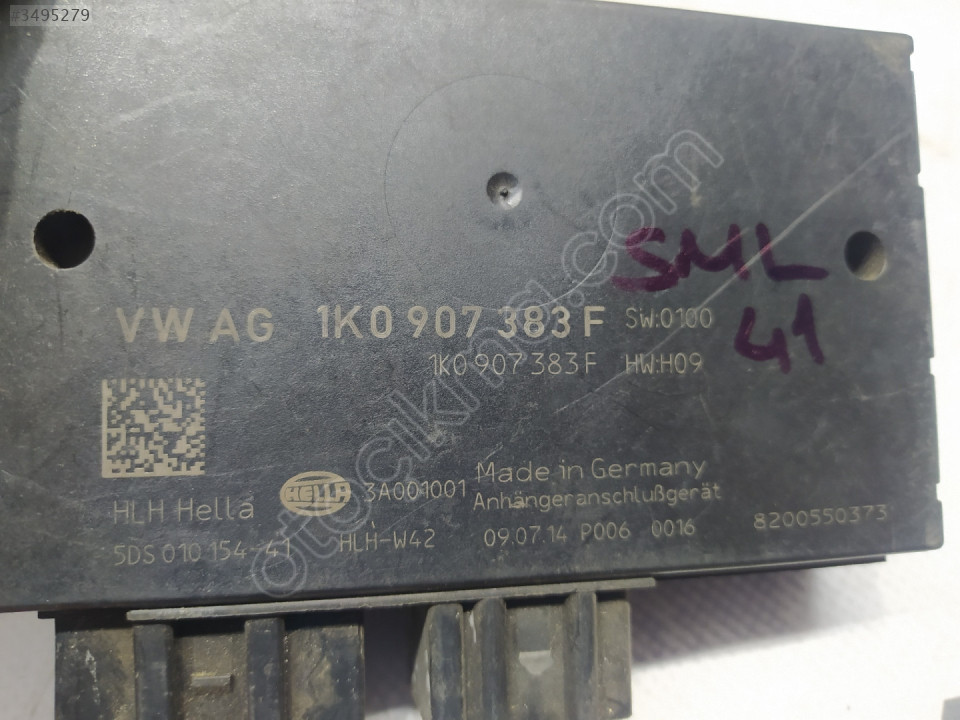 #3495279
SML
41
VW AG 1K0 907 383 F SW:0100
1K0 907 383 F HW:H09
HLH Hella HELLA 3A001001 Made in Germany
Anhängeranschlußgerät
5DS 010 154-41 HLH-W42 09.07.14 P006 0016 8200550373
otocikma.com